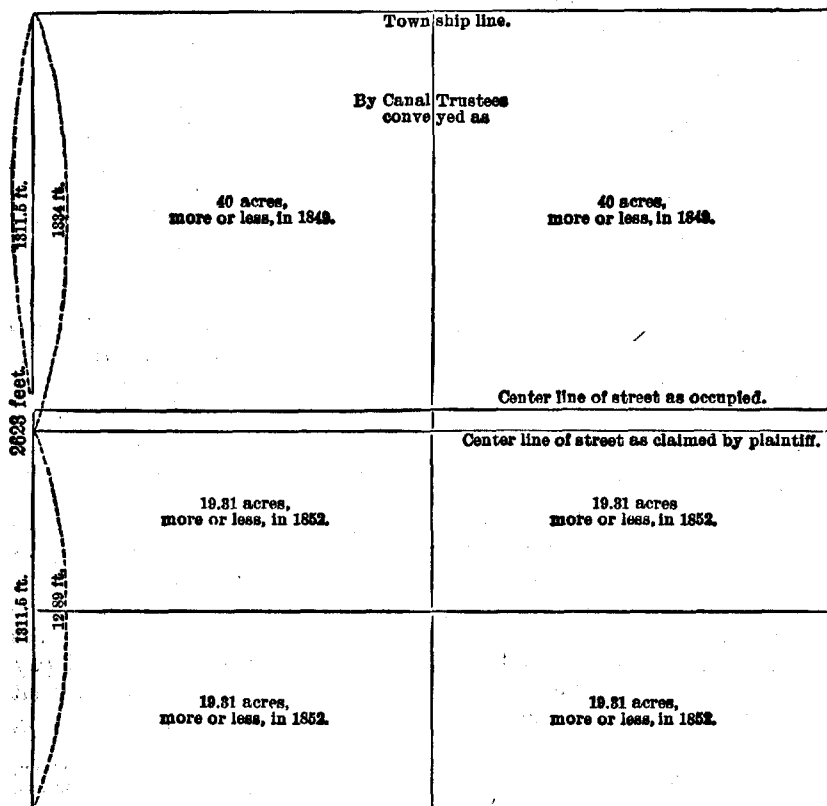 Township line.
By Canal Trustees
conveyed as
1311.5 ft.
1334 ft.
40 acres,
more or less, in 1849.
40 acres,
more or less, in 1849.
2623 feet.
Center line of street as occupied.
Center line of street as claimed by plaintiff.
19.31 acres,
more or less, in 1852.
19.31 acres
more or less, in 1852.
1311.5 ft.
1289 ft.
19.31 acres,
more or less, in 1852.
19.31 acres,
more or less, in 1852.